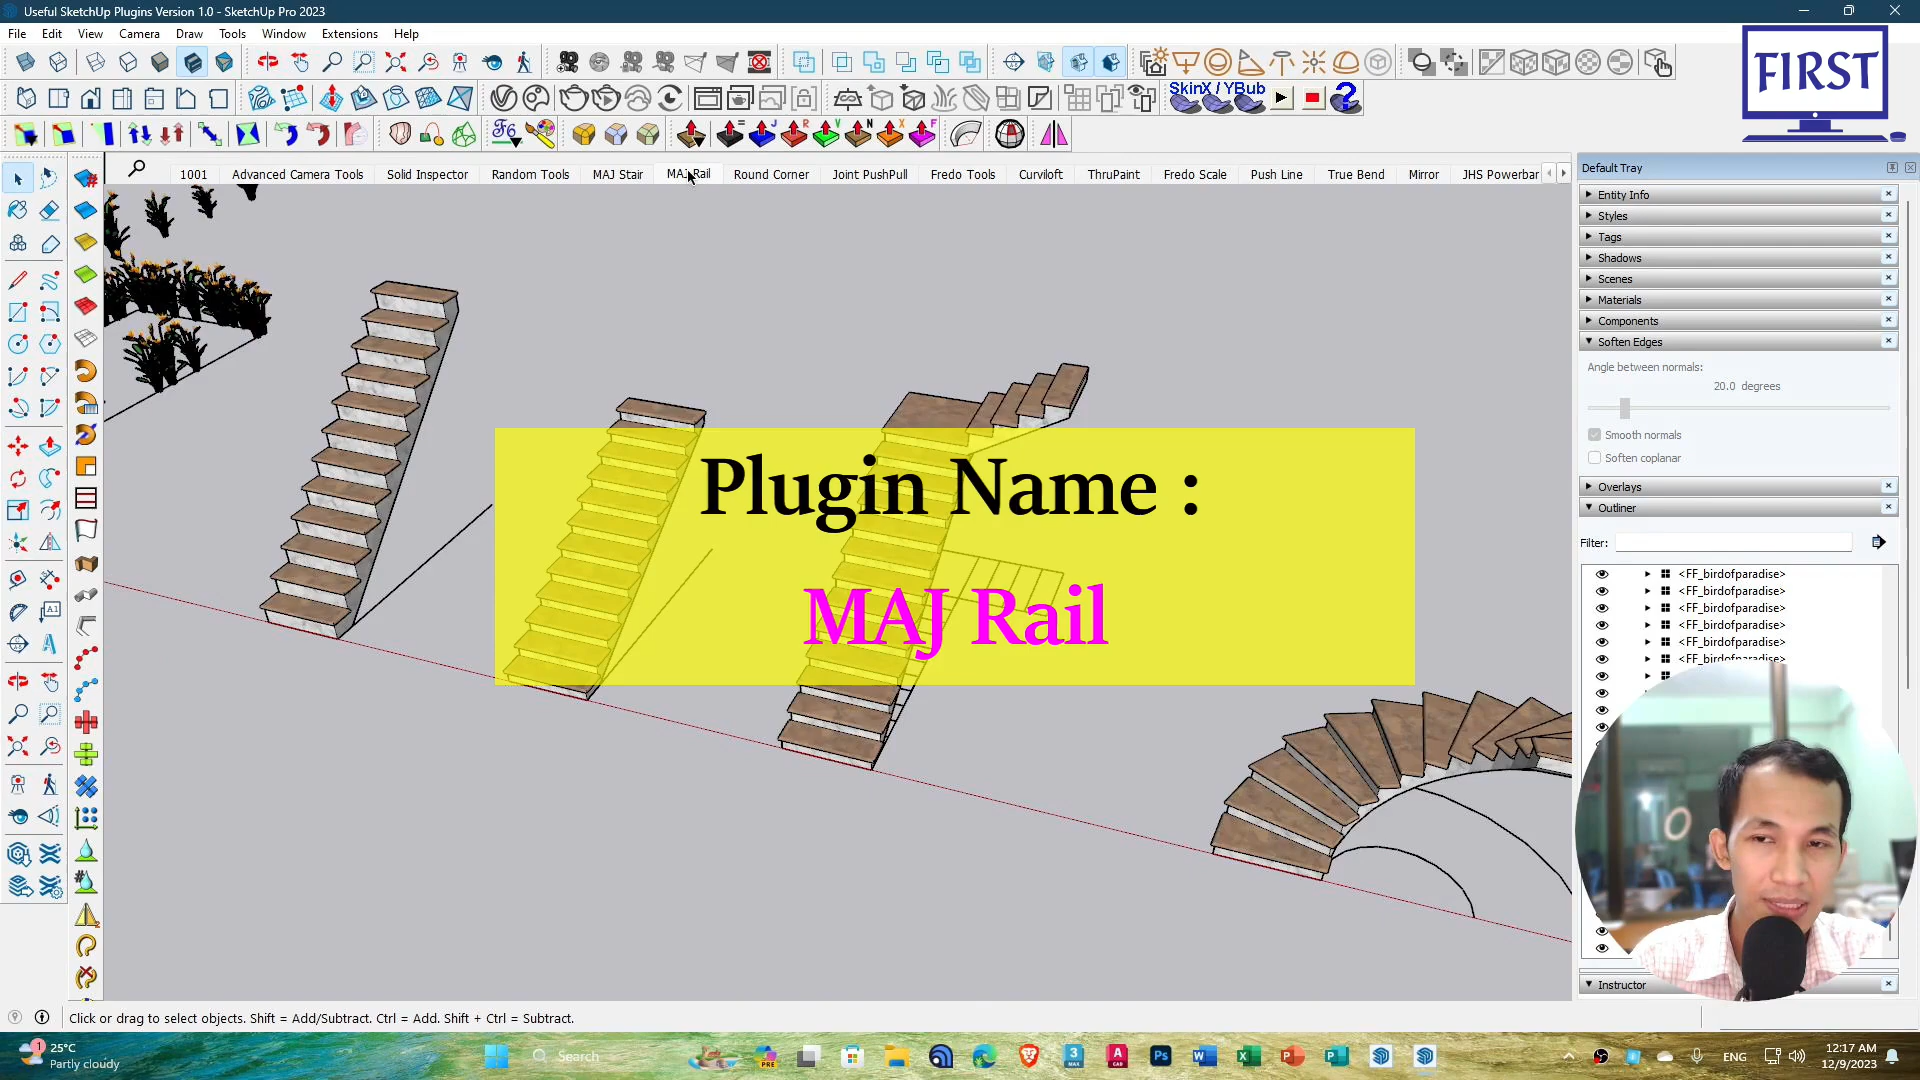 Useful SketchUp Plugins Version 1.0 - SketchUp Pro 2023
File Edit View Camera Draw Tools Window Extensions Help
FIRST
SkinX / YBub
1001 Advanced Camera Tools Solid Inspector Random Tools MAJ Stair MAJ Rail Round Corner Joint PushPull Fredo Tools Curviloft ThruPaint Fredo Scale Push Line True Bend Mirror JHS Powerbar
Default Tray
Entity Info
Styles
Tags
Shadows
Scenes
Materials
Components
Soften Edges
Angle between normals:
20.0 degrees
Smooth normals
Soften coplanar
Overlays
Outliner
Filter:
<FF_birdofparadise>
<FF_birdofparadise>
<FF_birdofparadise>
<FF_birdofparadise>
<FF_birdofparadise>
<FF_birdofparadise>
Instructor
Plugin Name :
MAJ Rail
Click or drag to select objects. Shift = Add/Subtract. Ctrl = Add. Shift + Ctrl = Subtract.
25°C
Partly cloudy
Search
ENG
12:17 AM
12/9/2023